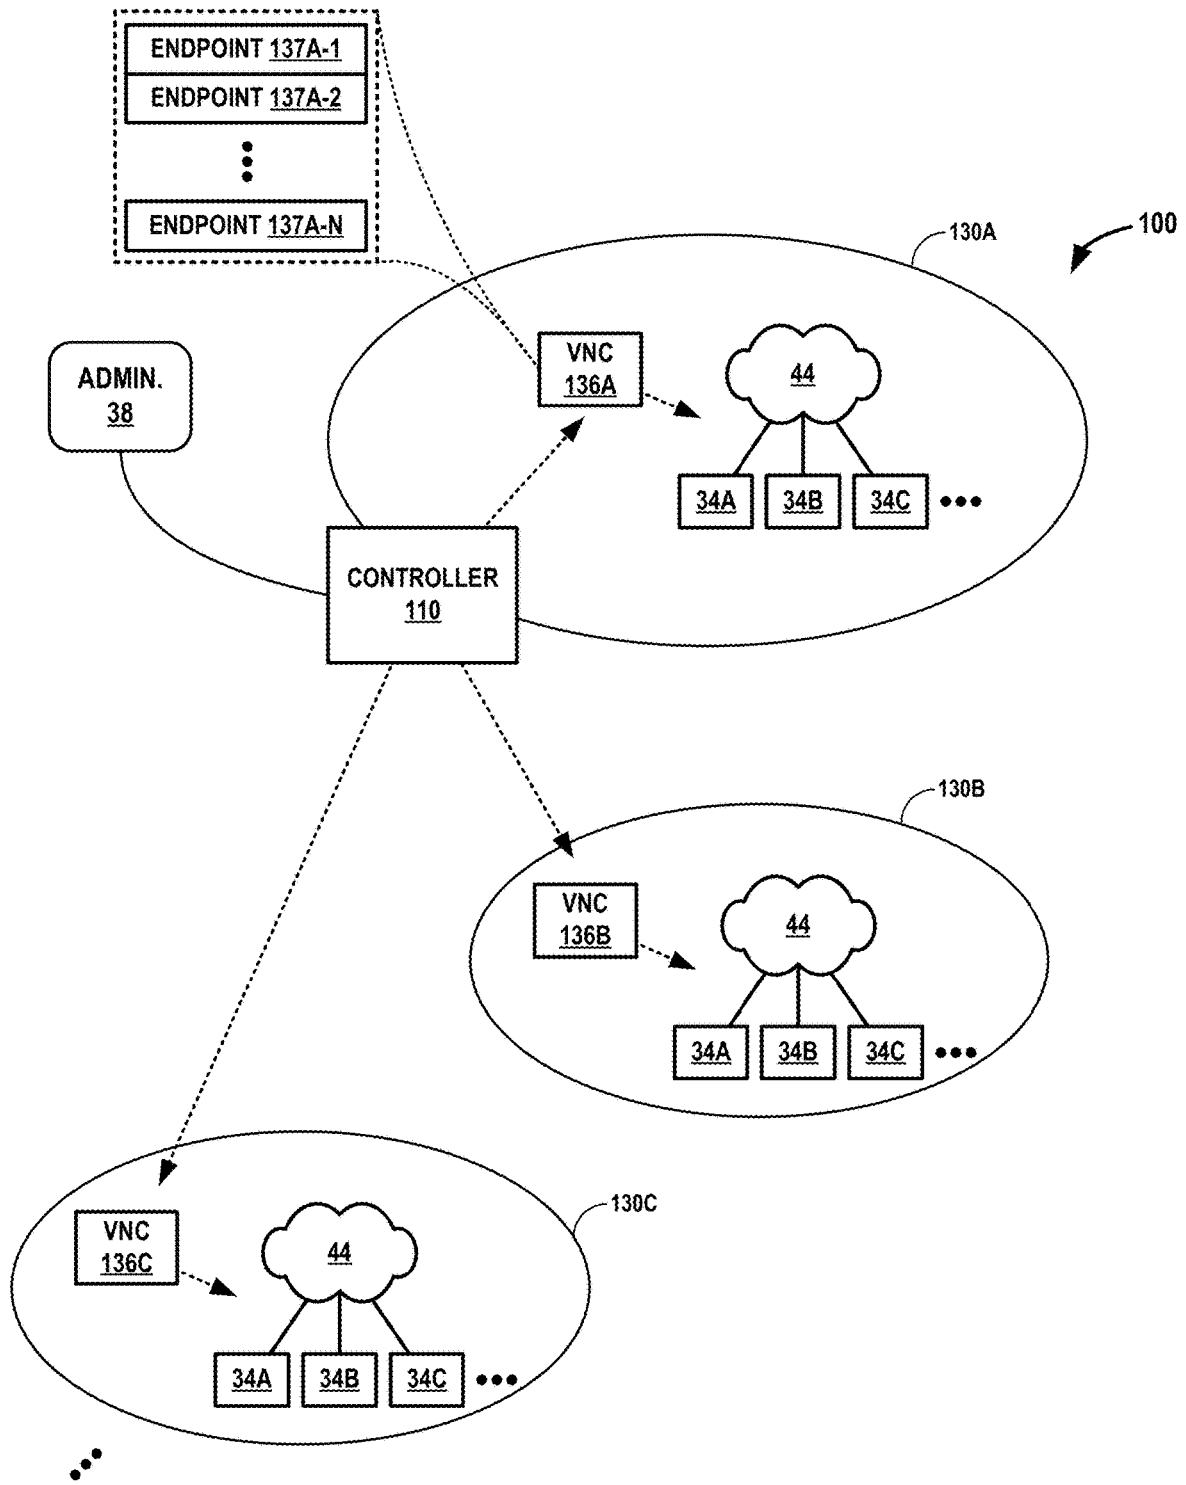 ENDPOINT 137A-1
ENDPOINT 137A-2
ENDPOINT 137A-N
100
130A
VNC
136A
44
ADMIN.
38
34A
34B
34C
CONTROLLER
110
130B
VNC
136B
44
34A
34B
34C
130C
VNC
136C
44
34A
34B
34C